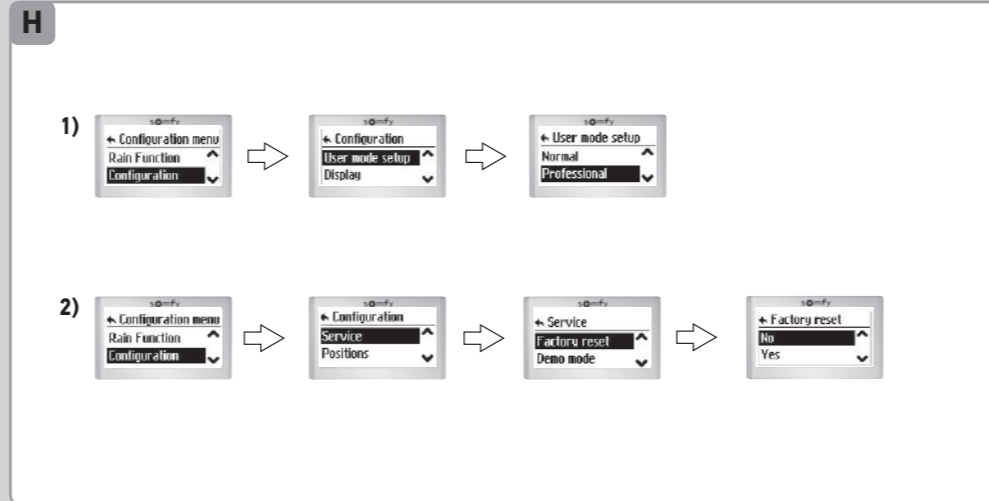 H
1)
somfy
← Configuration menu
Rain Function
Configuration
somfy
← Configuration
User mode setup
Display
somfy
← User mode setup
Normal
Professional
2)
somfy
← Configuration menu
Rain Function
Configuration
somfy
← Configuration
Service
Positions
somfy
← Service
Factory reset
Demo mode
somfy
← Factory reset
No
Yes